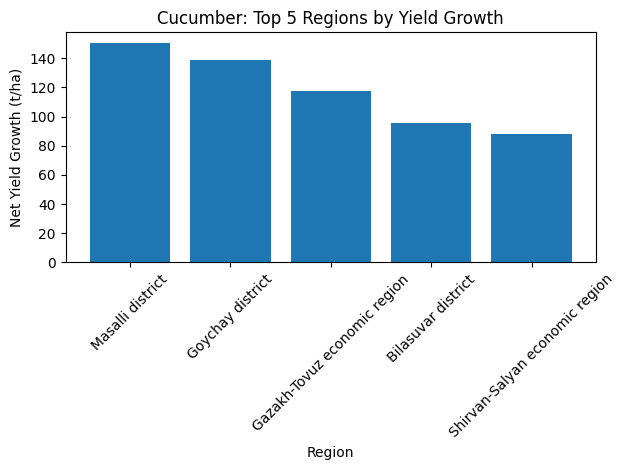 Cucumber: Top 5 Regions by Yield Growth
Net Yield Growth (t/ha)
140
120
100
80
60
40
20
0
Masalli district
Goychay district
Gazakh-Tovuz economic region
Bilasuvar district
Shirvan-Salyan economic region
Region